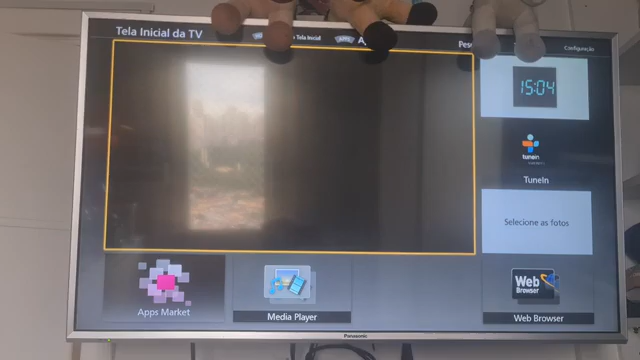 Tela Inicial da TV
Tela Inicial
APPS
Configuração
15:04
tunein
TuneIn
Selecione as fotos
Apps Market
Media Player
Web Browser
Web Browser
Panasonic